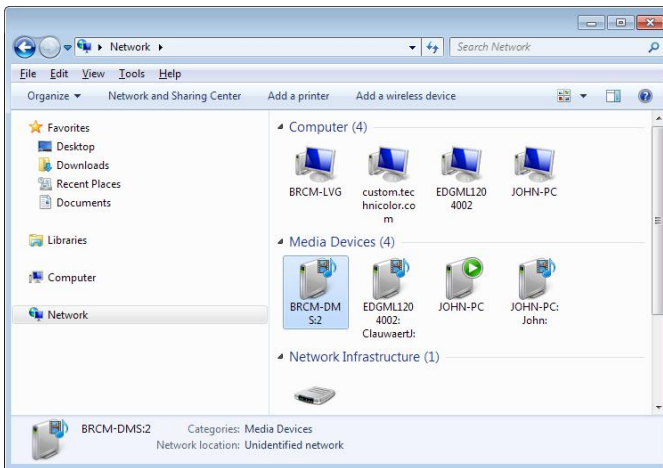 Network
Search Network
File Edit View Tools Help
Organize Network and Sharing Center Add a printer Add a wireless device
Favorites
Desktop
Downloads
Recent Places
Documents
Libraries
Computer
Network
Computer (4)
BRCM-LVG custom.tec EDGML120 JOHN-PC
hnicolor.co 4002
m
Media Devices (4)
BRCM-DM EDGML120 JOHN-PC JOHN-PC:
S:2 4002: John:
ClauwaertJ:
Network Infrastructure (1)
BRCM-DMS:2 Categories: Media Devices
Network location: Unidentified network